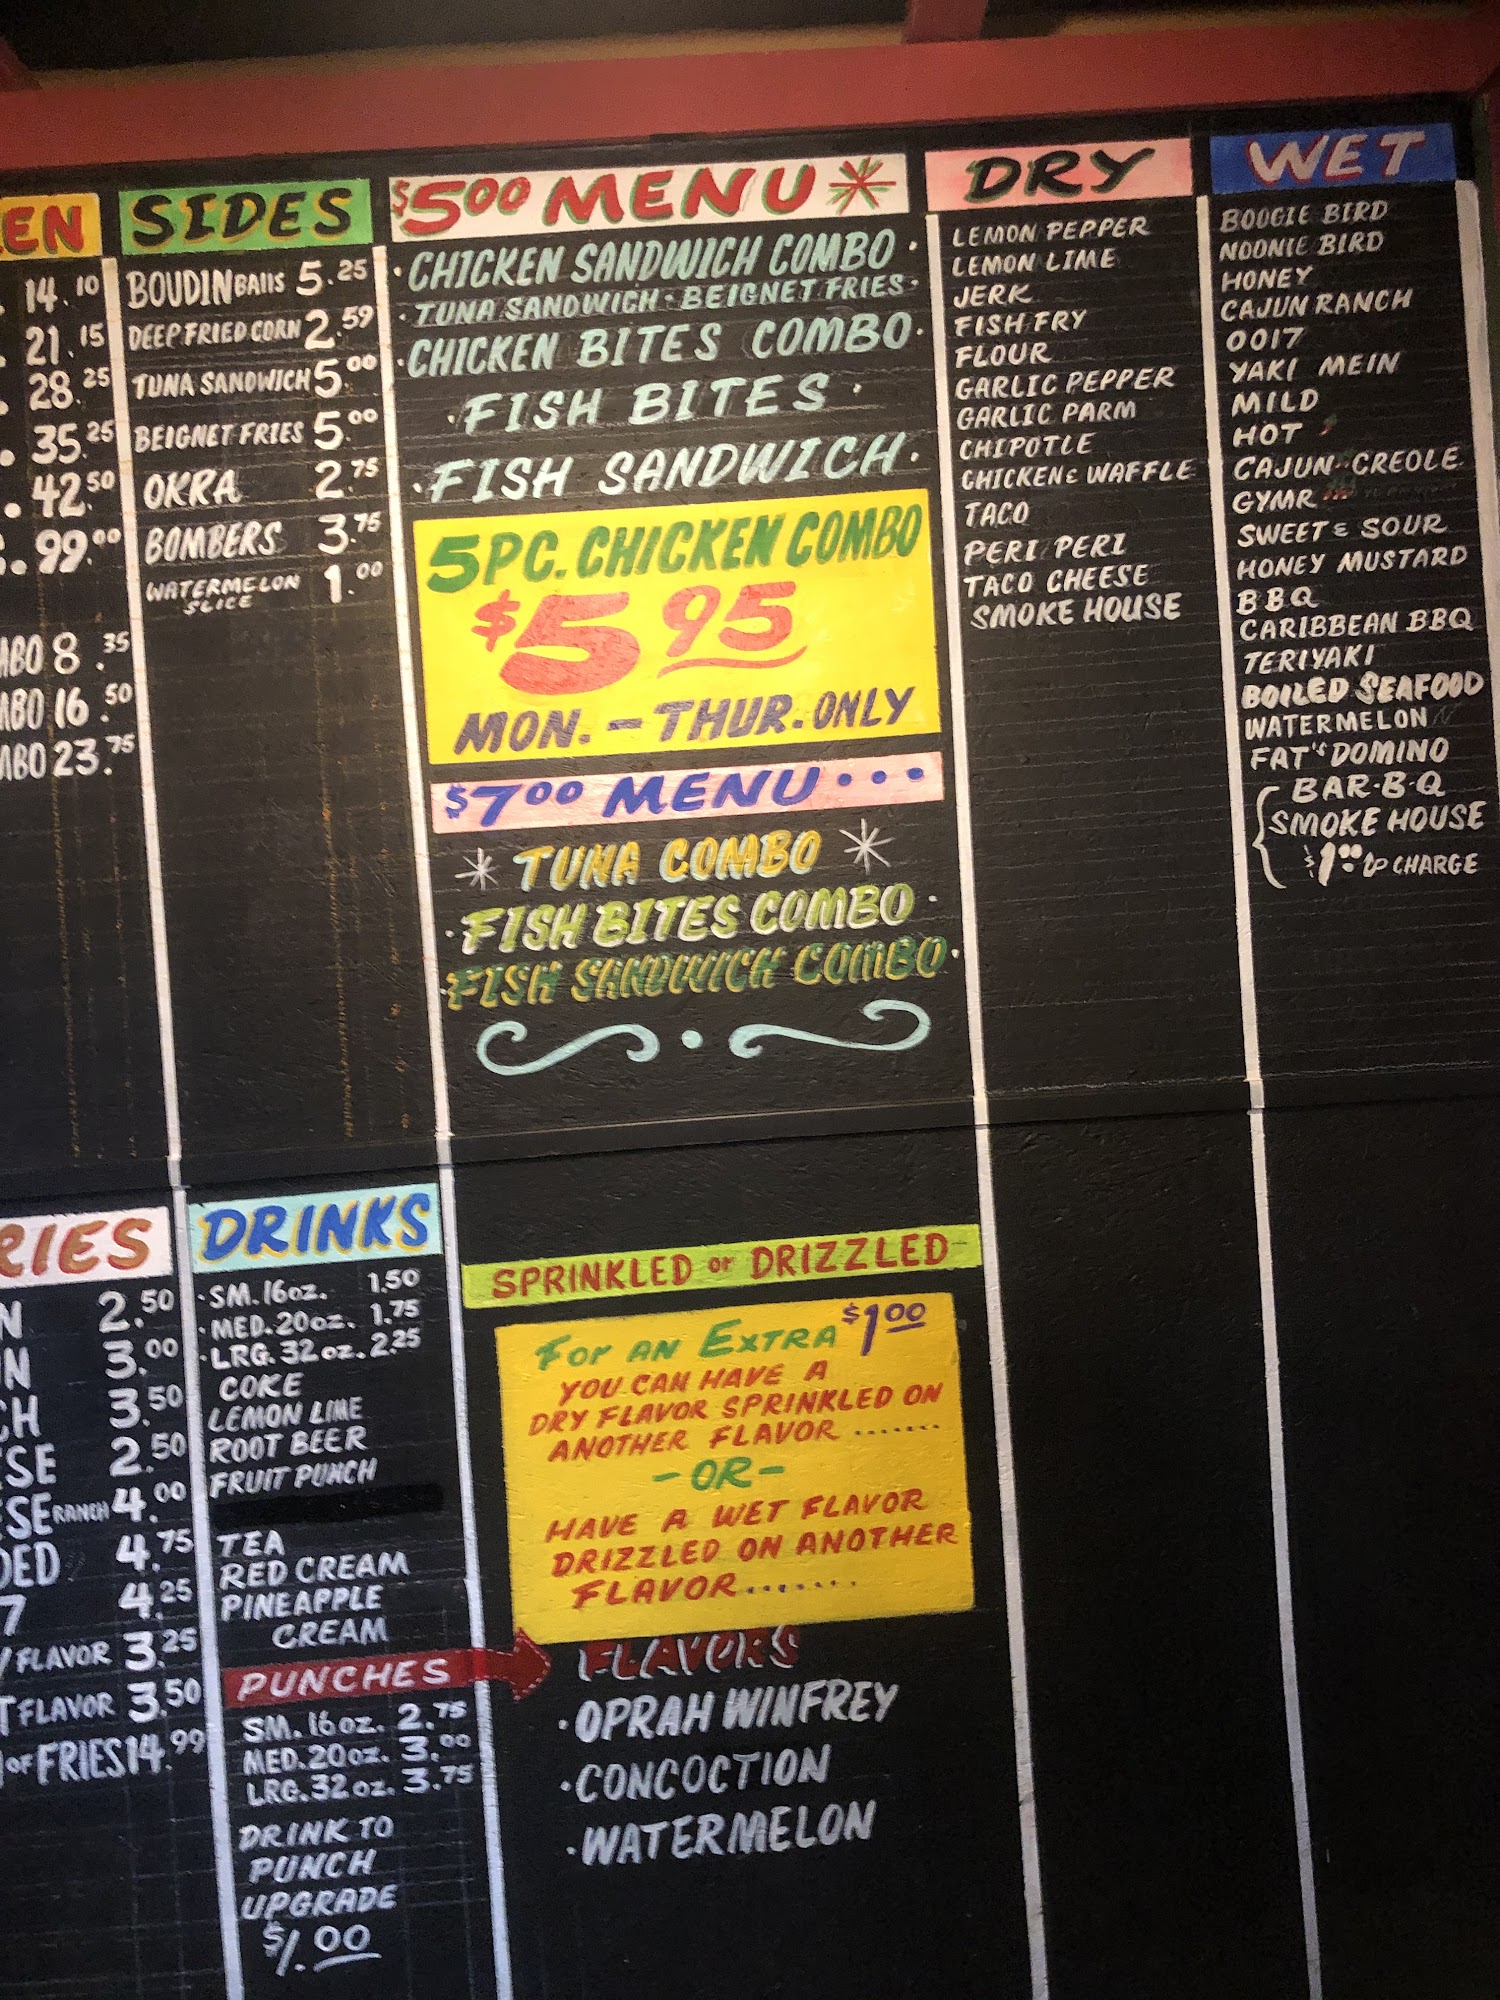 EN
14.10
21.15
28.25
35.25
42.50
99.00
8.35
16.50
23.75
SIDES
BOUDIN BAllS 5.25
DEEP FRIED CORN 2.59
TUNA SANDWICH 5.00
BEIGNET FRIES 5.00
OKRA 2.75
BOMBERS 3.75
WATERMELON
SLICE 1.00
$5.00 MENU*
· CHICKEN SANDWICH COMBO ·
· TUNA SANDWICH · BEIGNET FRIES ·
· CHICKEN BITES COMBO ·
· FISH BITES ·
· FISH SANDWICH ·
5 PC. CHICKEN COMBO
$5 95
MON. - THUR. ONLY
$7.00 MENU...
* TUNA COMBO *
· FISH BITES COMBO ·
· FISH SANDWICH COMBO ·
DRY
LEMON PEPPER
LEMON LIME
JERK
FISH FRY
FLOUR
GARLIC PEPPER
GARLIC PARM
CHIPOTLE
CHICKEN & WAFFLE
TACO
PERI PERI
TACO CHEESE
SMOKE HOUSE
WET
BOOGIE BIRD
NOONIE BIRD
HONEY
CAJUN RANCH
0017
YAKI MEIN
MILD
HOT
CAJUN CREOLE
GYMR
SWEET & SOUR
HONEY MUSTARD
BBQ
CARIBBEAN BBQ
TERIYAKI
BOILED SEAFOOD
WATERMELON
FAT'S DOMINO
BAR-B-Q
SMOKE HOUSE
$1.00 up CHARGE
RIES
N 2.50
N 3.00
CH 3.50
SE 2.50
ESE RANCH 4.00
DED 4.75
7 4.25
FLAVOR 3.25
T FLAVOR 3.50
OF FRIES 14.99
DRINKS
· SM. 16oz. 1.50
· MED. 20oz. 1.75
· LRG. 32oz. 2.25
COKE
LEMON LIME
ROOT BEER
FRUIT PUNCH
TEA
RED CREAM
PINEAPPLE
CREAM
PUNCHES
SM. 16oz. 2.75
MED. 20oz. 3.00
LRG. 32oz. 3.75
DRINK TO
PUNCH
UPGRADE
$1.00
SPRINKLED or DRIZZLED
For AN EXTRA $1.00
YOU CAN HAVE A
DRY FLAVOR SPRINKLED ON
ANOTHER FLAVOR .......
- OR -
HAVE A WET FLAVOR
DRIZZLED ON ANOTHER
FLAVOR.......
FLAVORS
· OPRAH WINFREY
· CONCOCTION
· WATERMELON